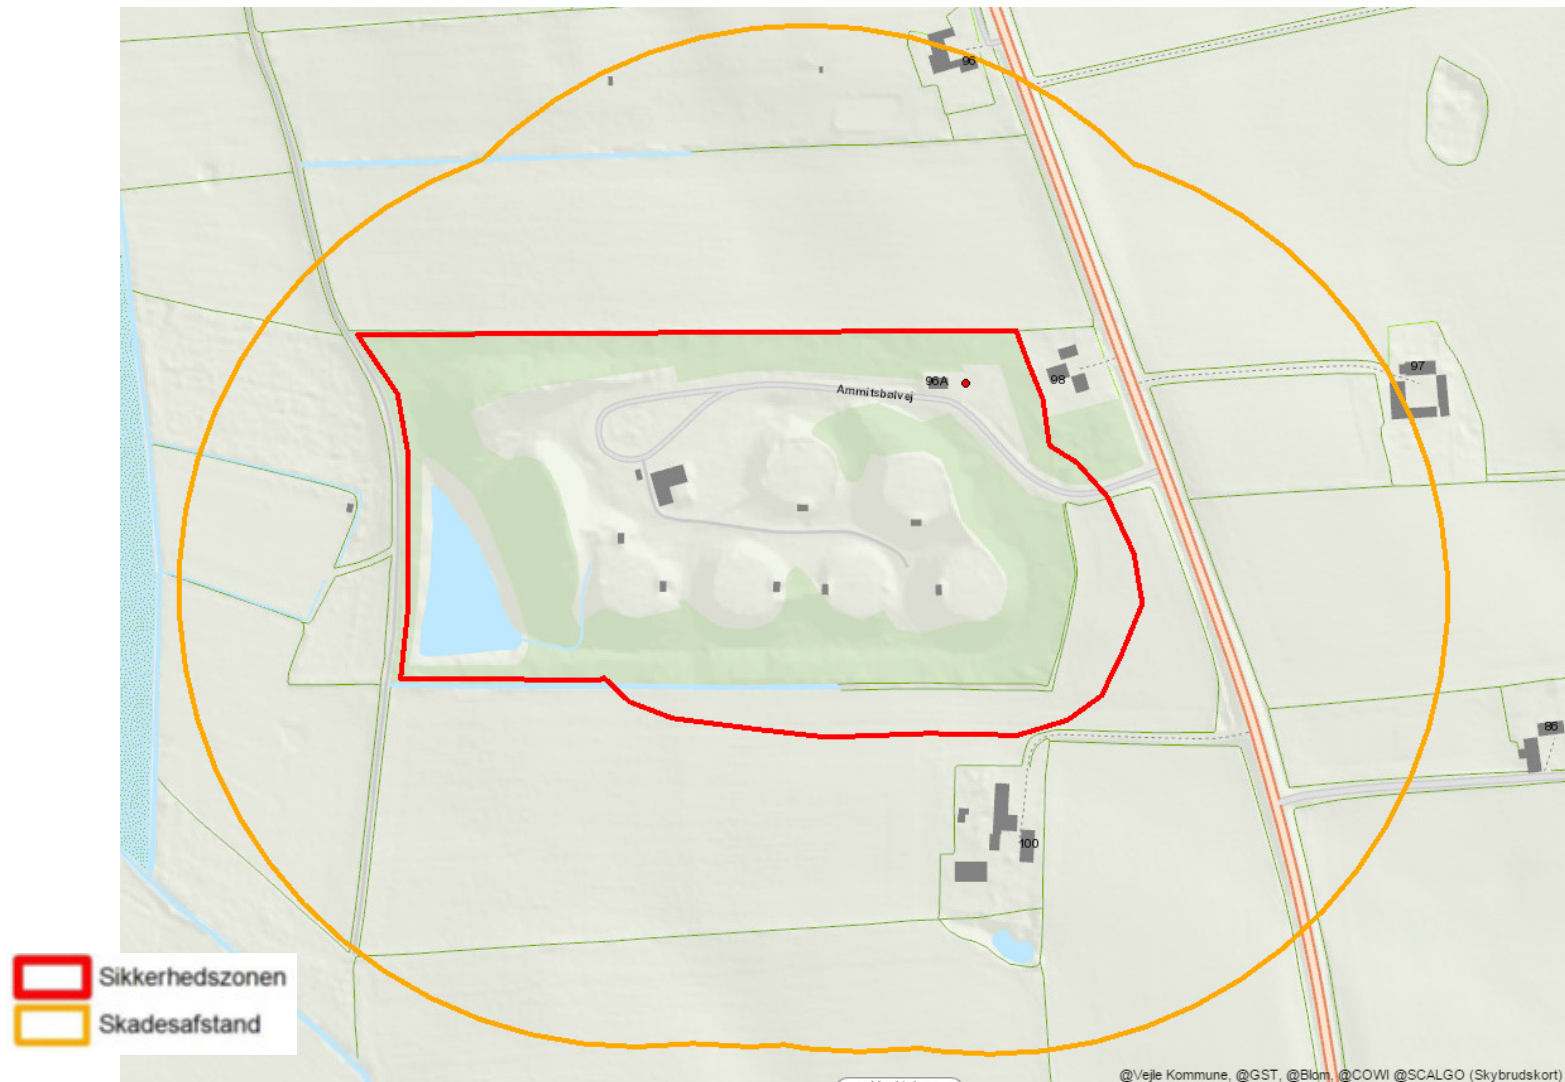 96
97
96A
98
Ammitsbølvej
86
100
Sikkerhedszonen
Skadesafstand
@Vejle Kommune, @GST, @Blom, @COWI @SCALGO (Skybrudskort)